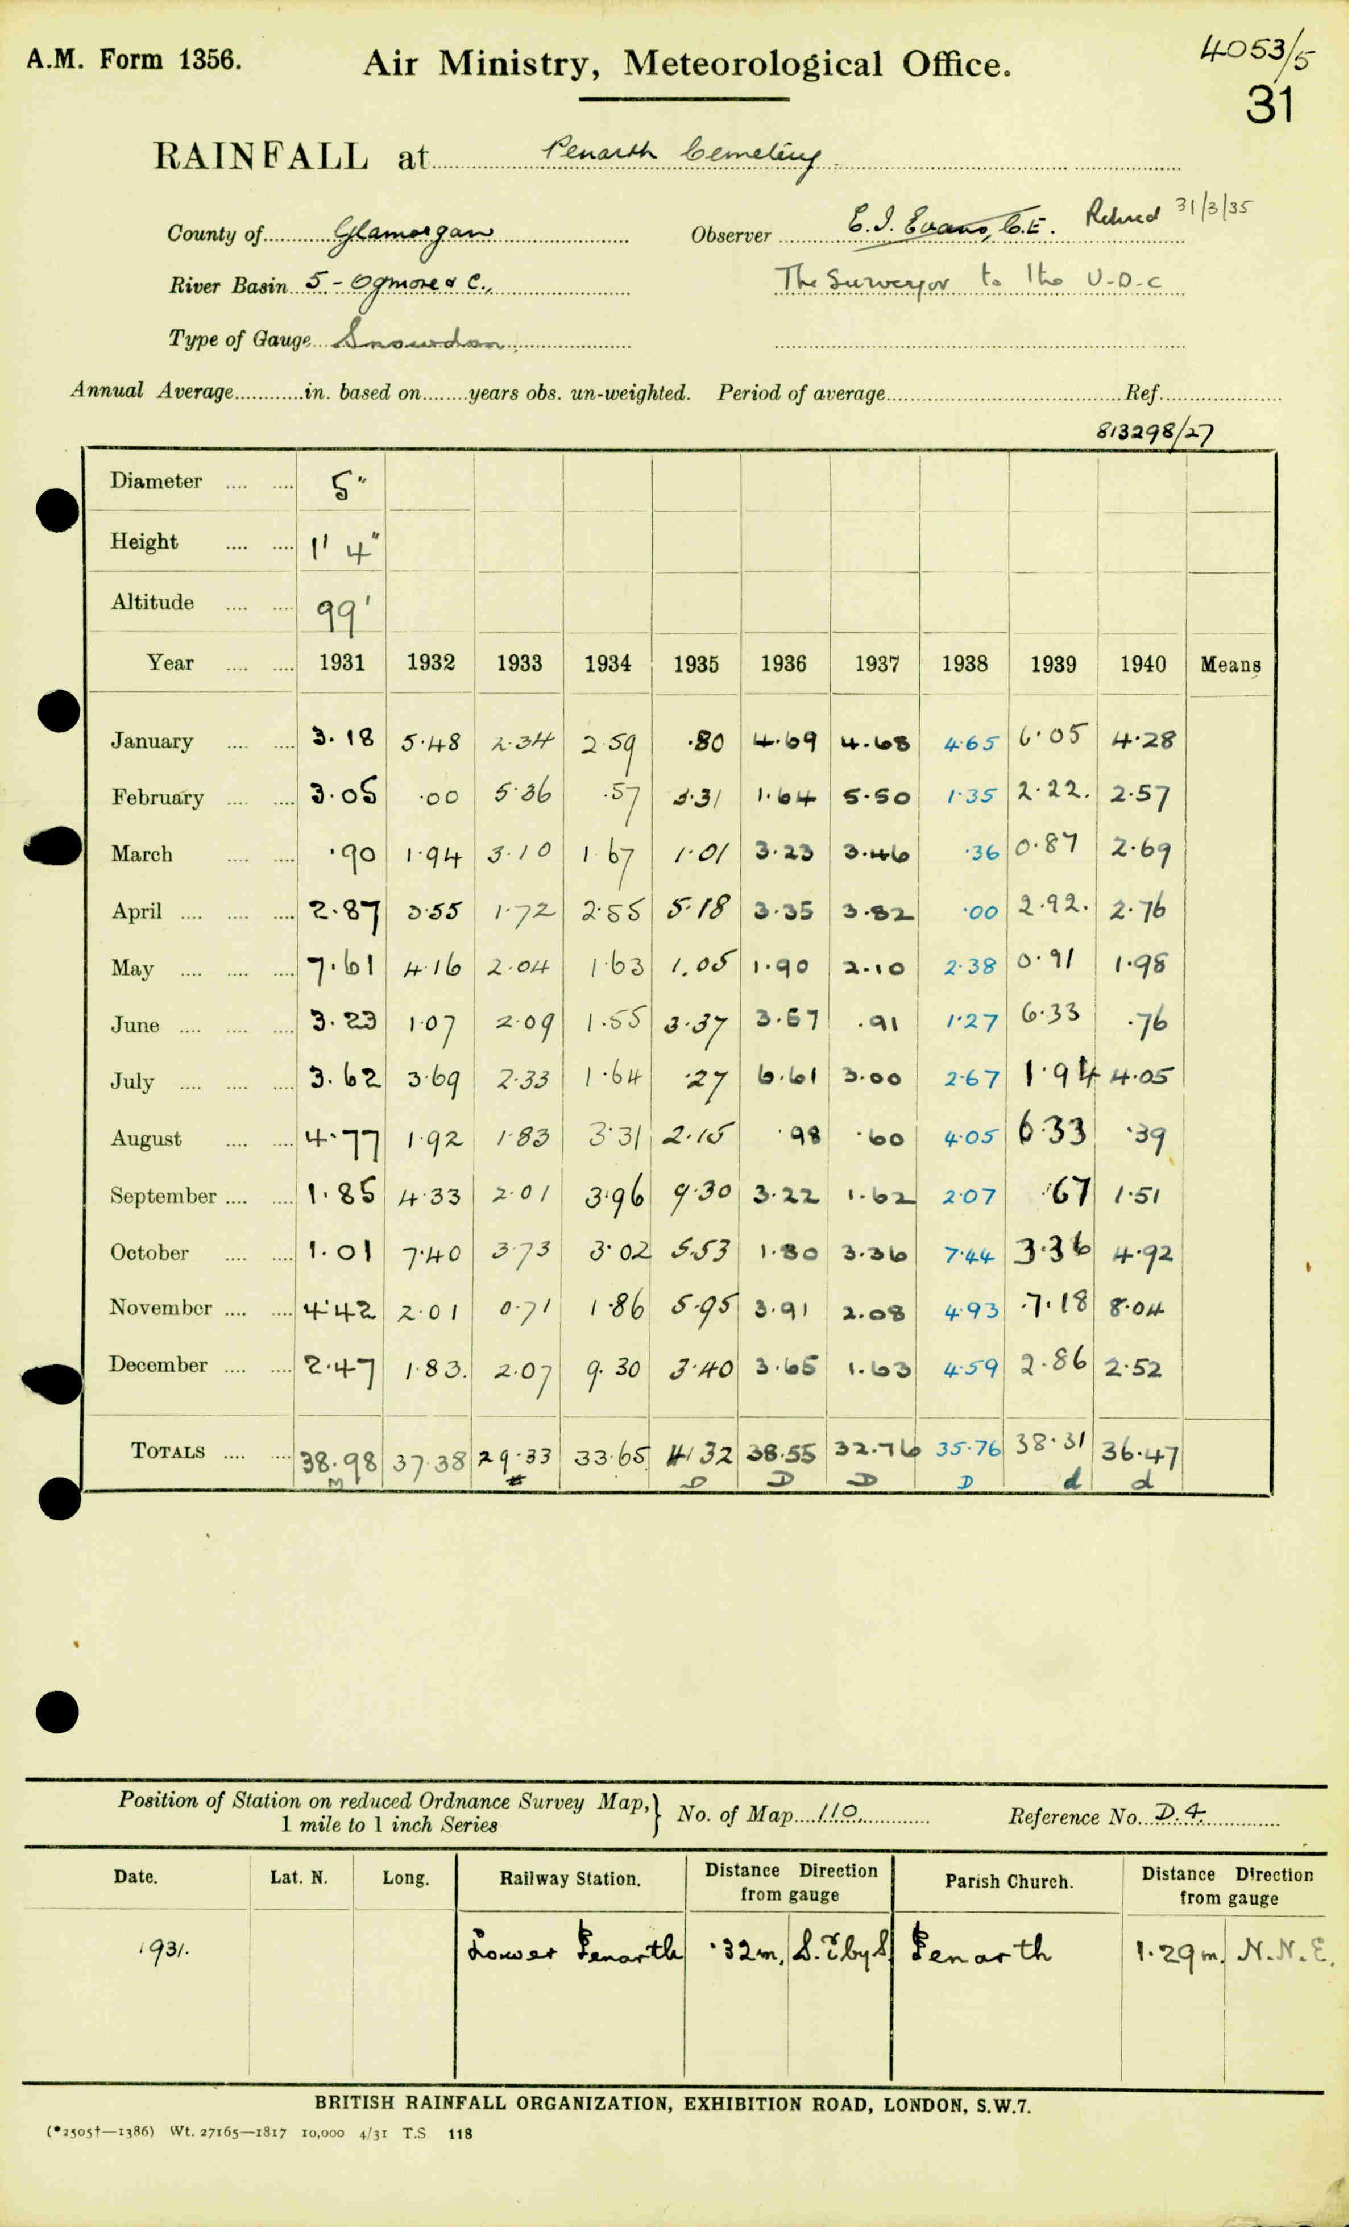 A.M. Form 1356.
Air Ministry, Meteorological Office.
4053/5
31
RAINFALL at Penarth Cemetery
County of Glamorgan
Observer E. I. Evans, C.E. Retired 31/3/35
River Basin 5 - Ogmore &c.,
The Surveyor to the U.D.C
Type of Gauge Snowdon.
Annual Average in. based on years obs. un-weighted. Period of average Ref.
813298/27
Diameter 5"
Height 1' 4"
Altitude 99'
Year 1931 1932 1933 1934 1935 1936 1937 1938 1939 1940 Means
January 3.18 5.48 2.34 2.59 .80 4.69 4.68 4.65 6.05 4.28
February 3.05 .00 5.36 .57 3.31 1.64 5.50 1.35 2.22. 2.57
March .90 1.94 3.10 1.67 1.01 3.23 3.46 .36 0.87 2.69
April 2.87 3.55 1.72 2.55 5.18 3.35 3.82 .00 2.92. 2.76
May 7.61 4.16 2.04 1.63 1.05 1.90 2.10 2.38 0.91 1.98
June 3.23 1.07 2.09 1.55 3.37 3.57 .91 1.27 6.33 .76
July 3.62 3.69 2.33 1.64 .27 6.61 3.00 2.67 1.94 4.05
August 4.77 1.92 1.83 3.31 2.15 .98 .60 4.05 6.33 .39
September 1.85 4.33 2.01 3.96 9.30 3.22 1.62 2.07 .67 1.51
October 1.01 7.40 3.73 3.02 5.53 1.80 3.36 7.44 3.36 4.92
November 4.42 2.01 0.71 1.86 5.95 3.91 2.08 4.93 .7.18 8.04
December 2.47 1.83. 2.07 9.30 3.40 3.65 1.63 4.59 2.86 2.52
TOTALS 38.98 37.38 29.33 33.65 41.32 38.55 32.76 35.76 38.31 36.47
M # D D D D d d
Position of Station on reduced Ordnance Survey Map,
1 mile to 1 inch Series
No. of Map 110 Reference No. D.4.
Date. Lat. N. Long. Railway Station. Distance Direction from gauge Parish Church. Distance Direction from gauge
1931. Lower Penarth .32m. S.E by S. Penarth 1.29m. N.N.E.
BRITISH RAINFALL ORGANIZATION, EXHIBITION ROAD, LONDON, S.W.7.
(*2505†—1386) Wt. 27165—1817 10,000 4/31 T.S 118